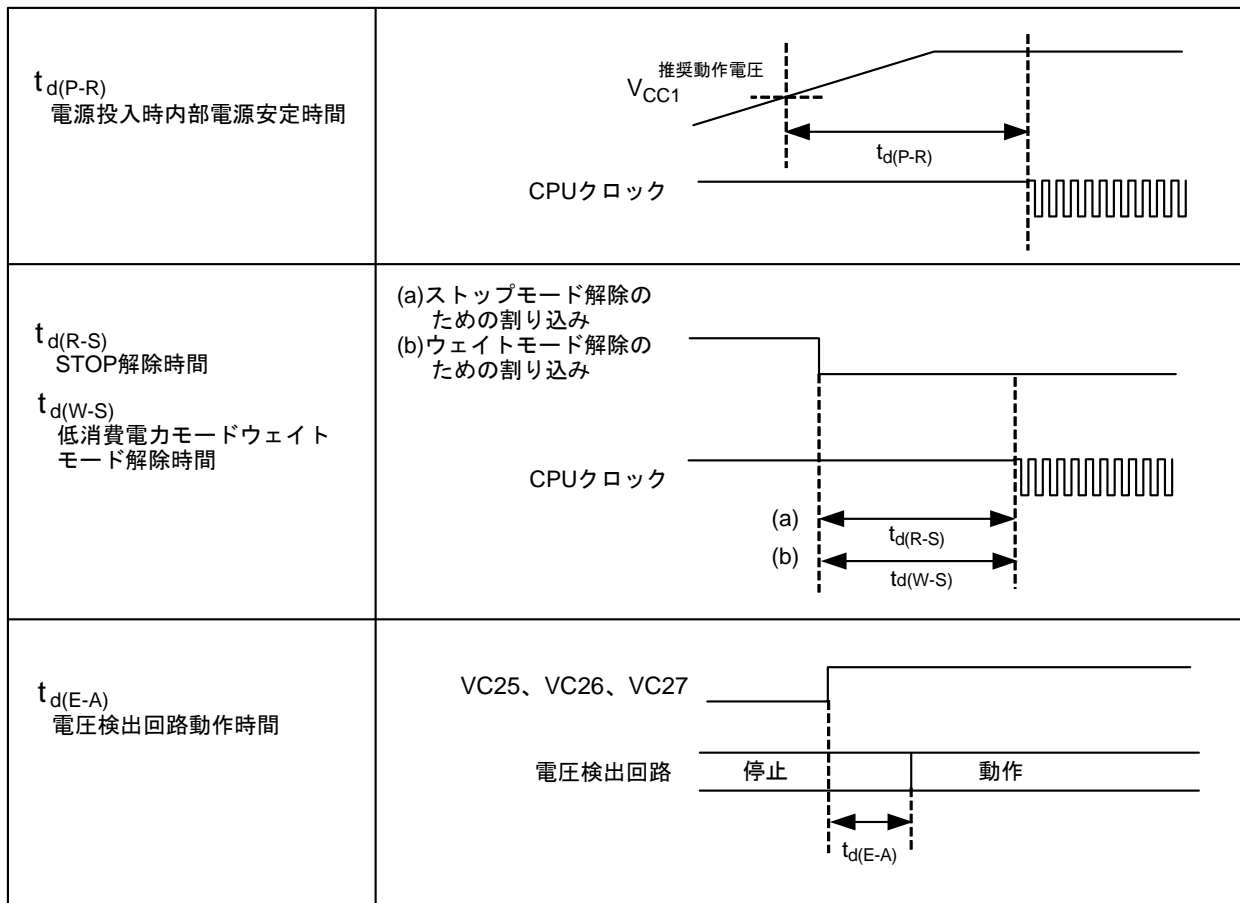 td(P-R)
電源投入時内部電源安定時間
推奨動作電圧
VCC1
td(P-R)
CPUクロック
td(R-S)
STOP解除時間
td(W-S)
低消費電力モードウェイト
モード解除時間
(a)ストップモード解除の
ための割り込み
(b)ウェイトモード解除の
ための割り込み
CPUクロック
(a)
td(R-S)
(b)
td(W-S)
td(E-A)
電圧検出回路動作時間
VC25、VC26、VC27
電圧検出回路
停止
動作
td(E-A)